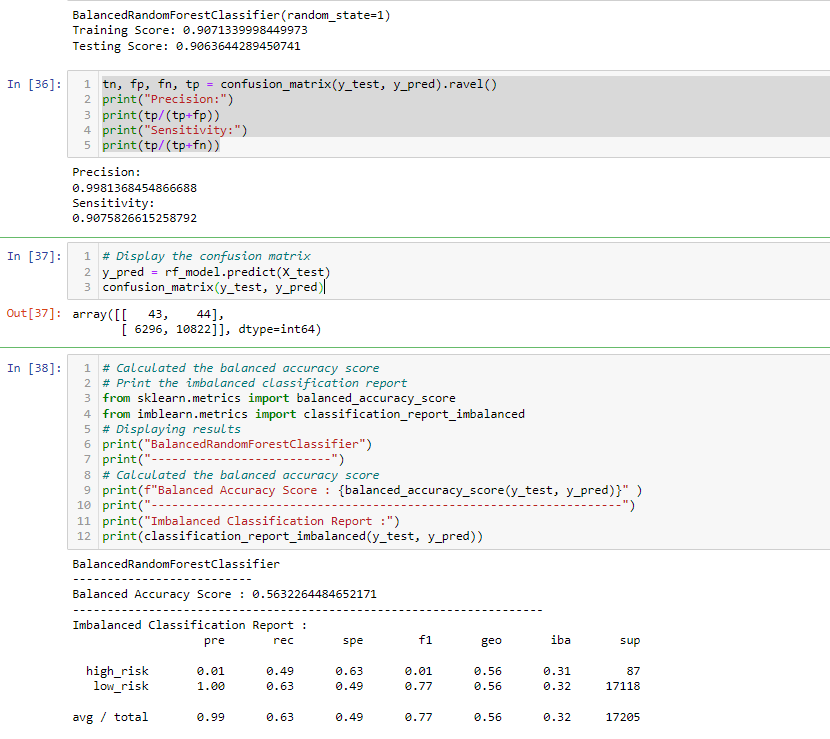 BalancedRandomForestClassifier(random_state=1)
Training Score: 0.9071339998449973
Testing Score: 0.9063644289450741
In [36]:
1 tn, fp, fn, tp = confusion_matrix(y_test, y_pred).ravel()
2 print("Precision:")
3 print(tp/(tp+fp))
4 print("Sensitivity:")
5 print(tp/(tp+fn))
Precision:
0.9981368454866688
Sensitivity:
0.9075826615258792
In [37]:
1 # Display the confusion matrix
2 y_pred = rf_model.predict(X_test)
3 confusion_matrix(y_test, y_pred)
Out[37]: array([[   43,    44],
       [ 6296, 10822]], dtype=int64)
In [38]:
1 # Calculated the balanced accuracy score
2 # Print the imbalanced classification report
3 from sklearn.metrics import balanced_accuracy_score
4 from imblearn.metrics import classification_report_imbalanced
5 # Displaying results
6 print("BalancedRandomForestClassifier")
7 print("-------------------------")
8 # Calculated the balanced accuracy score
9 print(f"Balanced Accuracy Score : {balanced_accuracy_score(y_test, y_pred)}" )
10 print("-----------------------------------------------------------------")
11 print("Imbalanced Classification Report :")
12 print(classification_report_imbalanced(y_test, y_pred))
BalancedRandomForestClassifier
-------------------------
Balanced Accuracy Score : 0.5632264484652171
-----------------------------------------------------------------
Imbalanced Classification Report :
pre rec spe f1 geo iba sup
high_risk 0.01 0.49 0.63 0.01 0.56 0.31 87
low_risk 1.00 0.63 0.49 0.77 0.56 0.32 17118
avg / total 0.99 0.63 0.49 0.77 0.56 0.32 17205